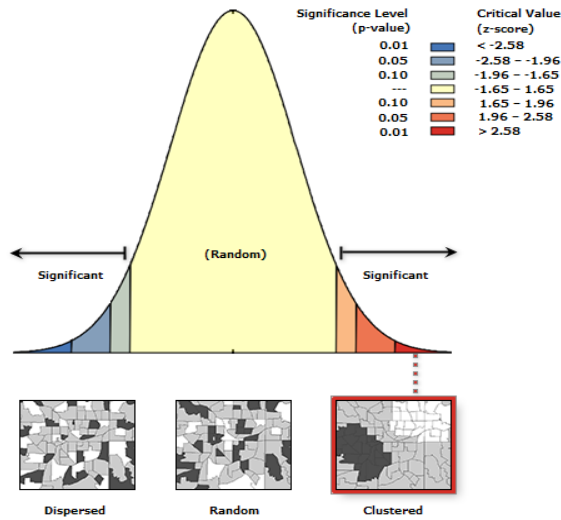 Significance Level Critical Value
(p-value) (z-score)
0.01 < -2.58
0.05 -2.58 – -1.96
0.10 -1.96 – -1.65
--- -1.65 – 1.65
0.10 1.65 – 1.96
0.05 1.96 – 2.58
0.01 > 2.58
(Random)
Significant Significant
Dispersed Random Clustered